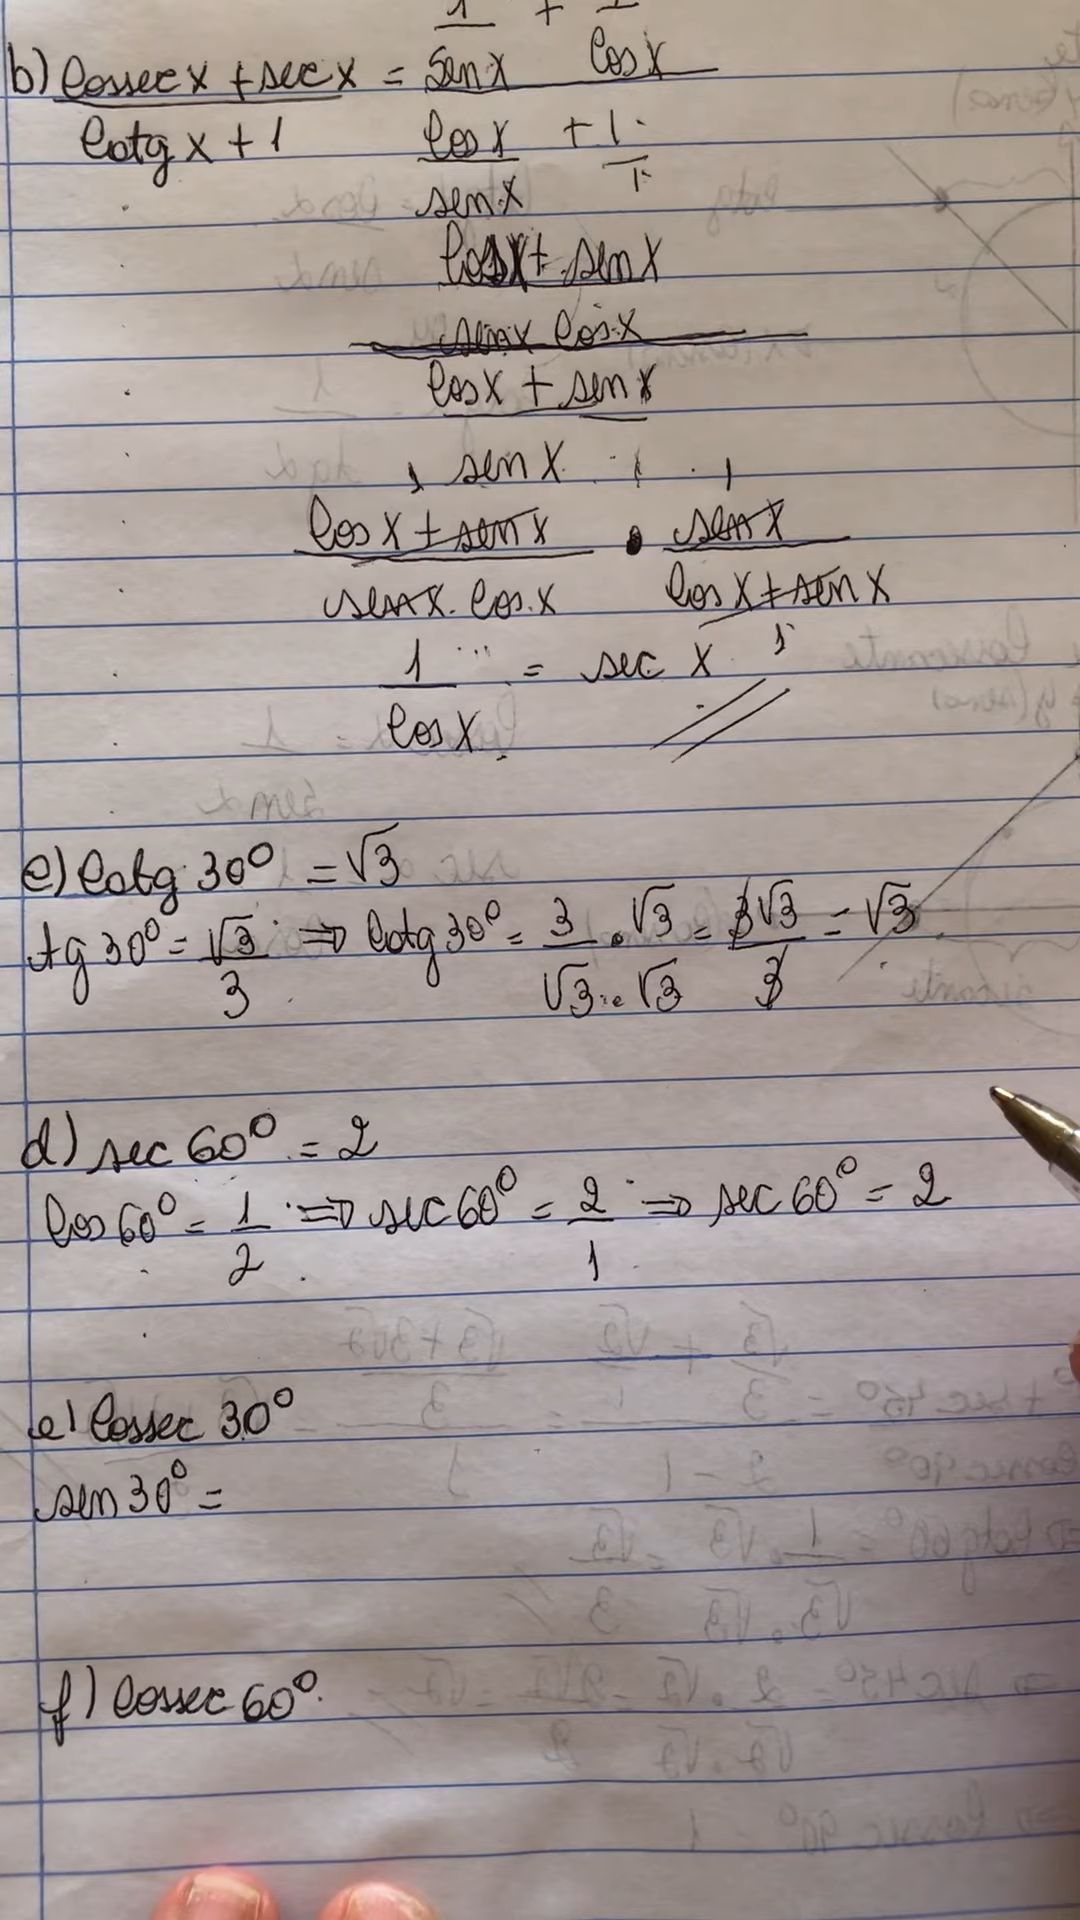 1 + 1
b) cossec x + sec x = sen x cos x
cotg x + 1 cos x + 1
sen x 1
cos x + sen x
sen x cos x
cos x + sen x
sen x
1 1
cos x + sen x • sen x
sen x . cos x cos x + sen x
1 = sec x 1
cos x
c) cotg 30° = √3
tg 30° = √3 ⇒ cotg 30° = 3 . √3 = 3√3 = √3
3 √3 . √3 3
d) sec 60° = 2
cos 60° = 1 ⇒ sec 60° = 2 ⇒ sec 60° = 2
2 1
e) cossec 30°
sen 30° =
f) cossec 60°